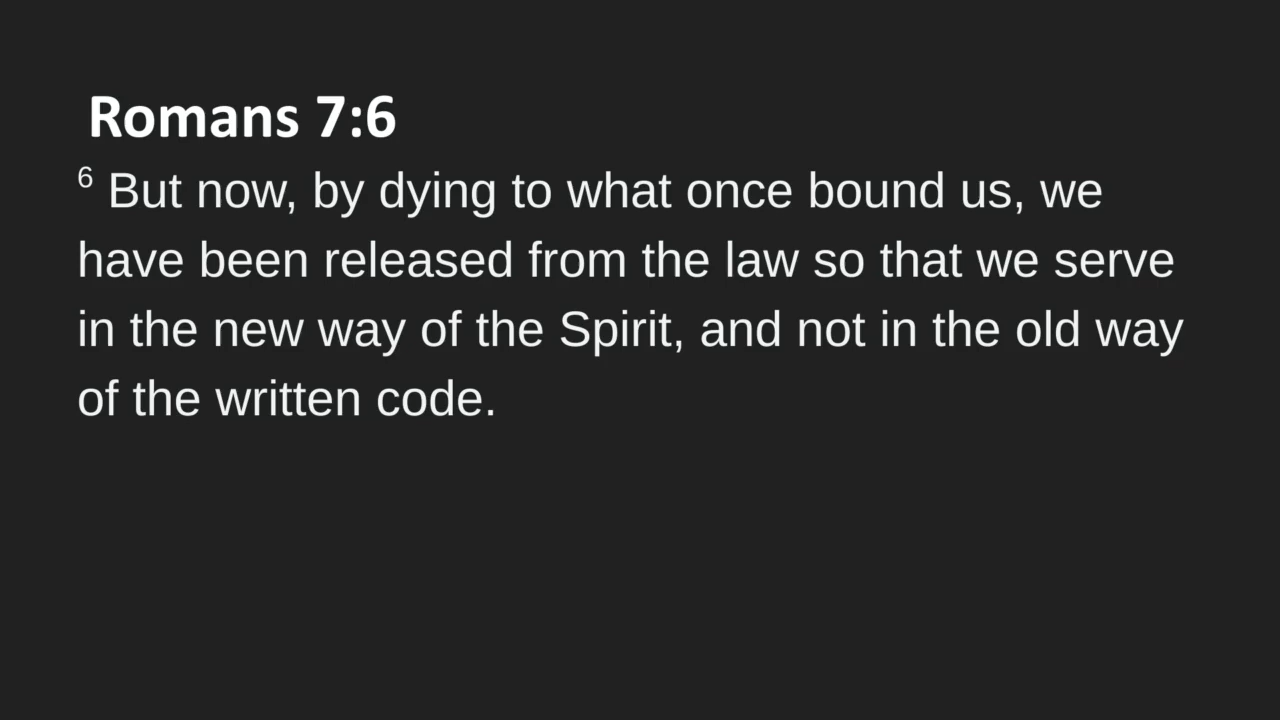 Romans 7:6
6 But now, by dying to what once bound us, we
have been released from the law so that we serve
in the new way of the Spirit, and not in the old way
of the written code.